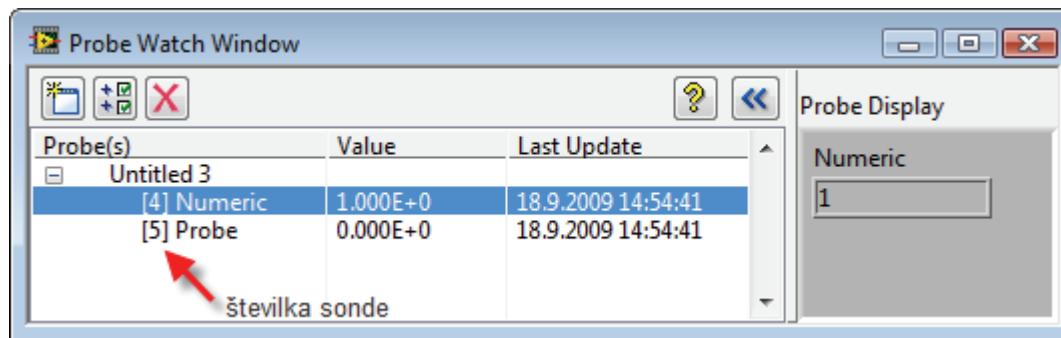 Probe Watch Window
Probe(s) Value Last Update
Untitled 3
[4] Numeric 1.000E+0 18.9.2009 14:54:41
[5] Probe 0.000E+0 18.9.2009 14:54:41
številka sonde
Probe Display
Numeric
1